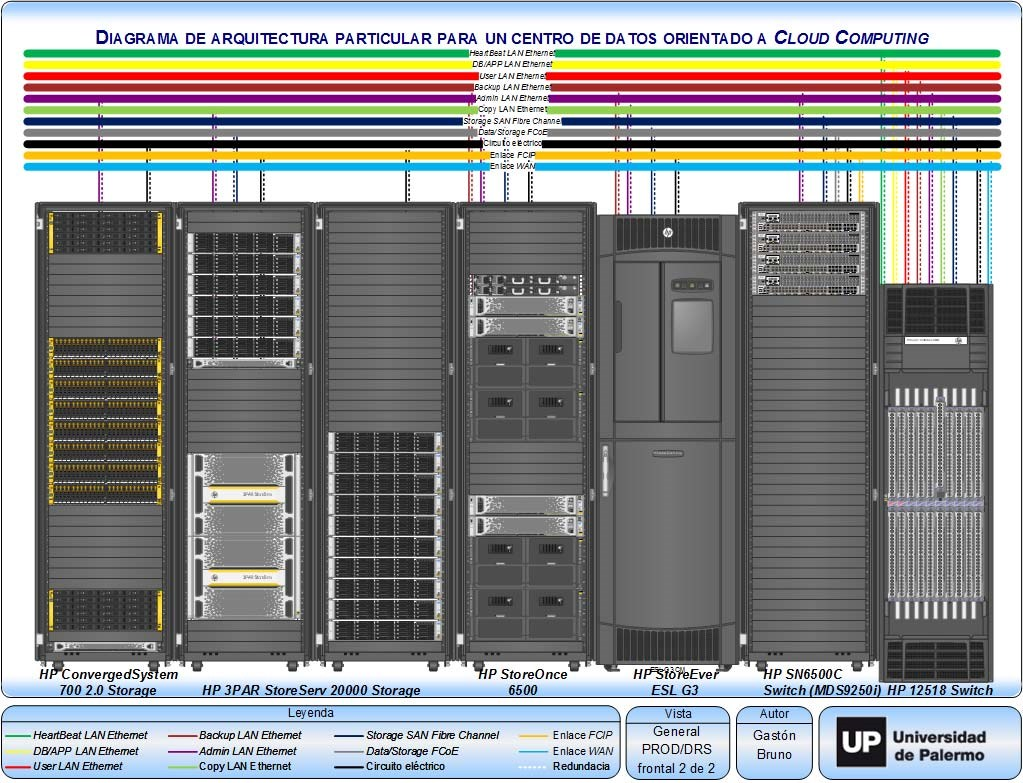 DIAGRAMA DE ARQUITECTURA PARTICULAR PARA UN CENTRO DE DATOS ORIENTADO A CLOUD COMPUTING
HeartBeat LAN Ethernet
DB/APP LAN Ethernet
User LAN Ethernet
Backup LAN Ethernet
Admin LAN Ethernet
Copy LAN Ethernet
Storage SAN Fibre Channel
Data/Storage FCoE
Circuito eléctrico
Enlace FCIP
Enlace WAN
hp
3PAR StoreServ
3PAR StoreServ
HP ConvergedSystem
700 2.0 Storage
HP 3PAR StoreServ 20000 Storage
HP StoreOnce
6500
HP StoreEver
ESL G3
HP SN6500C
Switch (MDS9250i)
HP 12518 Switch
Leyenda
HeartBeat LAN Ethernet
Backup LAN Ethernet
Storage SAN Fibre Channel
Enlace FCIP
DB/APP LAN Ethernet
Admin LAN Ethernet
Data/Storage FCoE
Enlace WAN
User LAN Ethernet
Copy LAN Ethernet
Circuito eléctrico
Redundacia
Vista
General
PROD/DRS
frontal 2 de 2
Autor
Gastón
Bruno
UP
Universidad
de Palermo